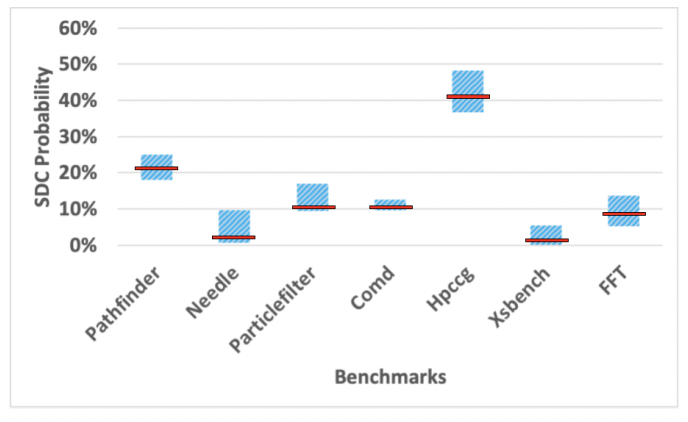 60%
50%
40%
30%
20%
10%
0%
SDC Probability
Pathfinder
Needle
Particlefilter
Comd
Hpccg
Xsbench
FFT
Benchmarks